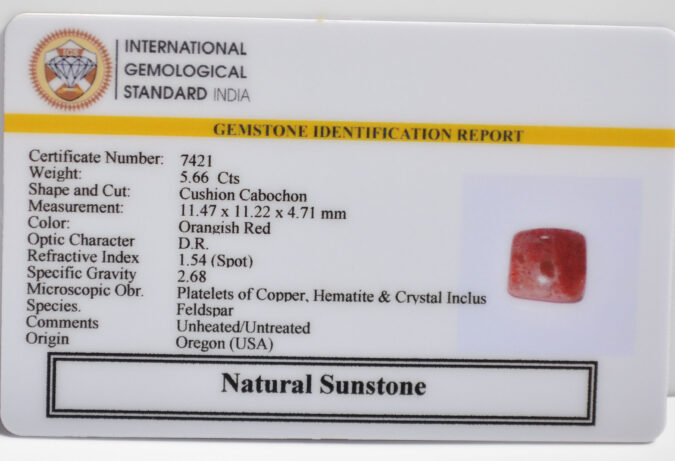 INTERNATIONAL
GEMOLOGICAL
STANDARD INDIA
GEMSTONE IDENTIFICATION REPORT
Certificate Number: 7421
Weight: 5.66 Cts
Shape and Cut: Cushion Cabochon
Measurement: 11.47 x 11.22 x 4.71 mm
Color: Orangish Red
Optic Character D.R.
Refractive Index 1.54 (Spot)
Specific Gravity 2.68
Microscopic Obr. Platelets of Copper, Hematite & Crystal Inclus
Species. Feldspar
Comments Unheated/Untreated
Origin Oregon (USA)
Natural Sunstone